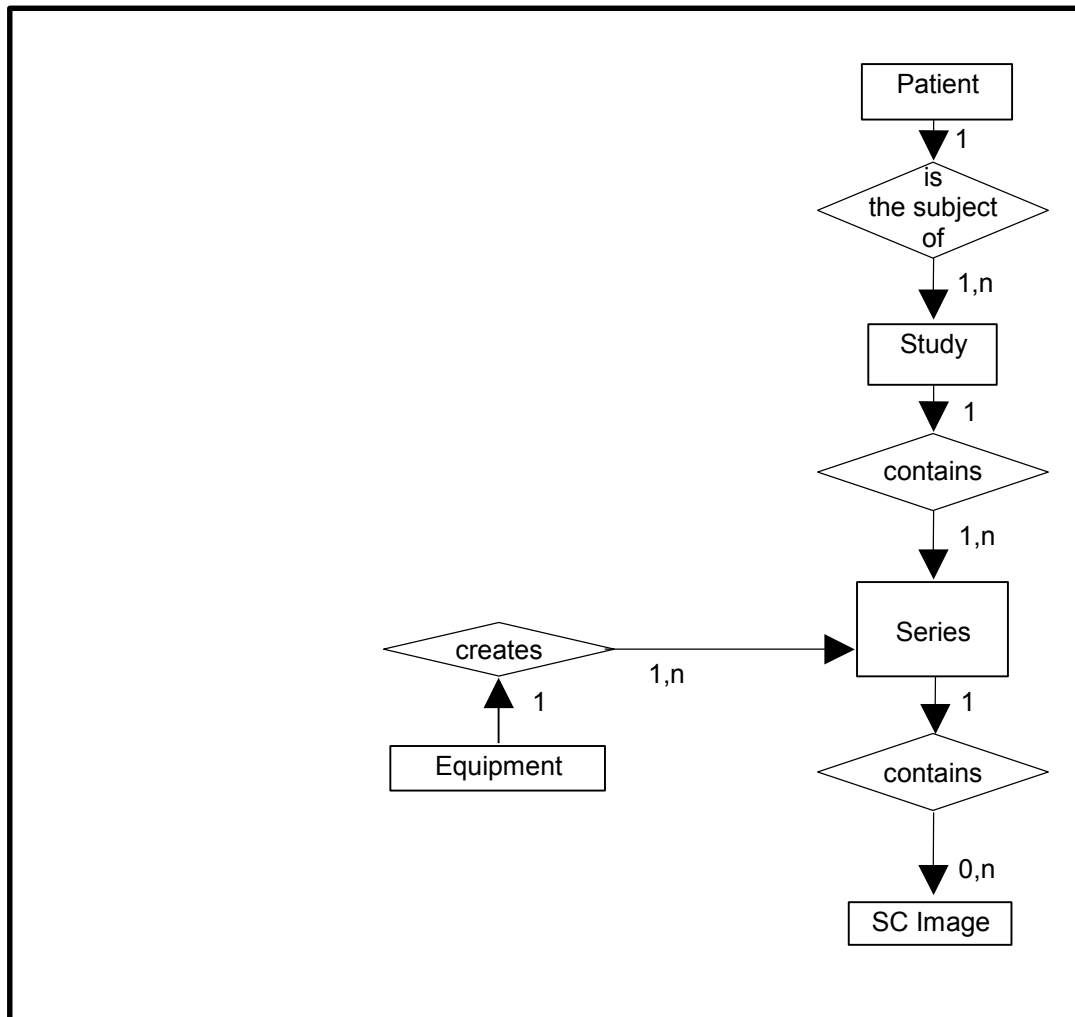 Patient
1
is
the subject
of
1,n
Study
1
contains
1,n
Series
creates
1,n
1
Equipment
1
contains
0,n
SC Image